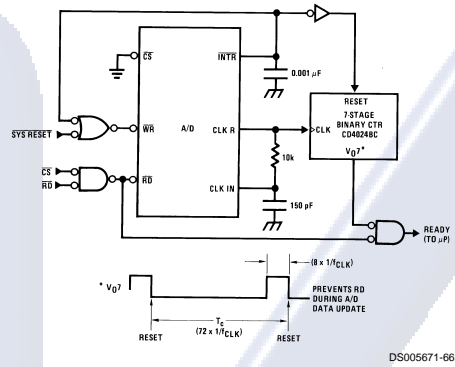 CS
INTR
0.001 μF
RESET
7-STAGE
BINARY CTR
CD4024BC
SYS RESET
WR
A/D
CLK R
CLK
VO7*
10k
CS
RD
RD
CLK IN
150 pF
READY
(TO μP)
(8 x 1/fCLK)
* VO7
PREVENTS RD
DURING A/D
DATA UPDATE
TC
(72 x 1/fCLK)
RESET
RESET
DS005671-66